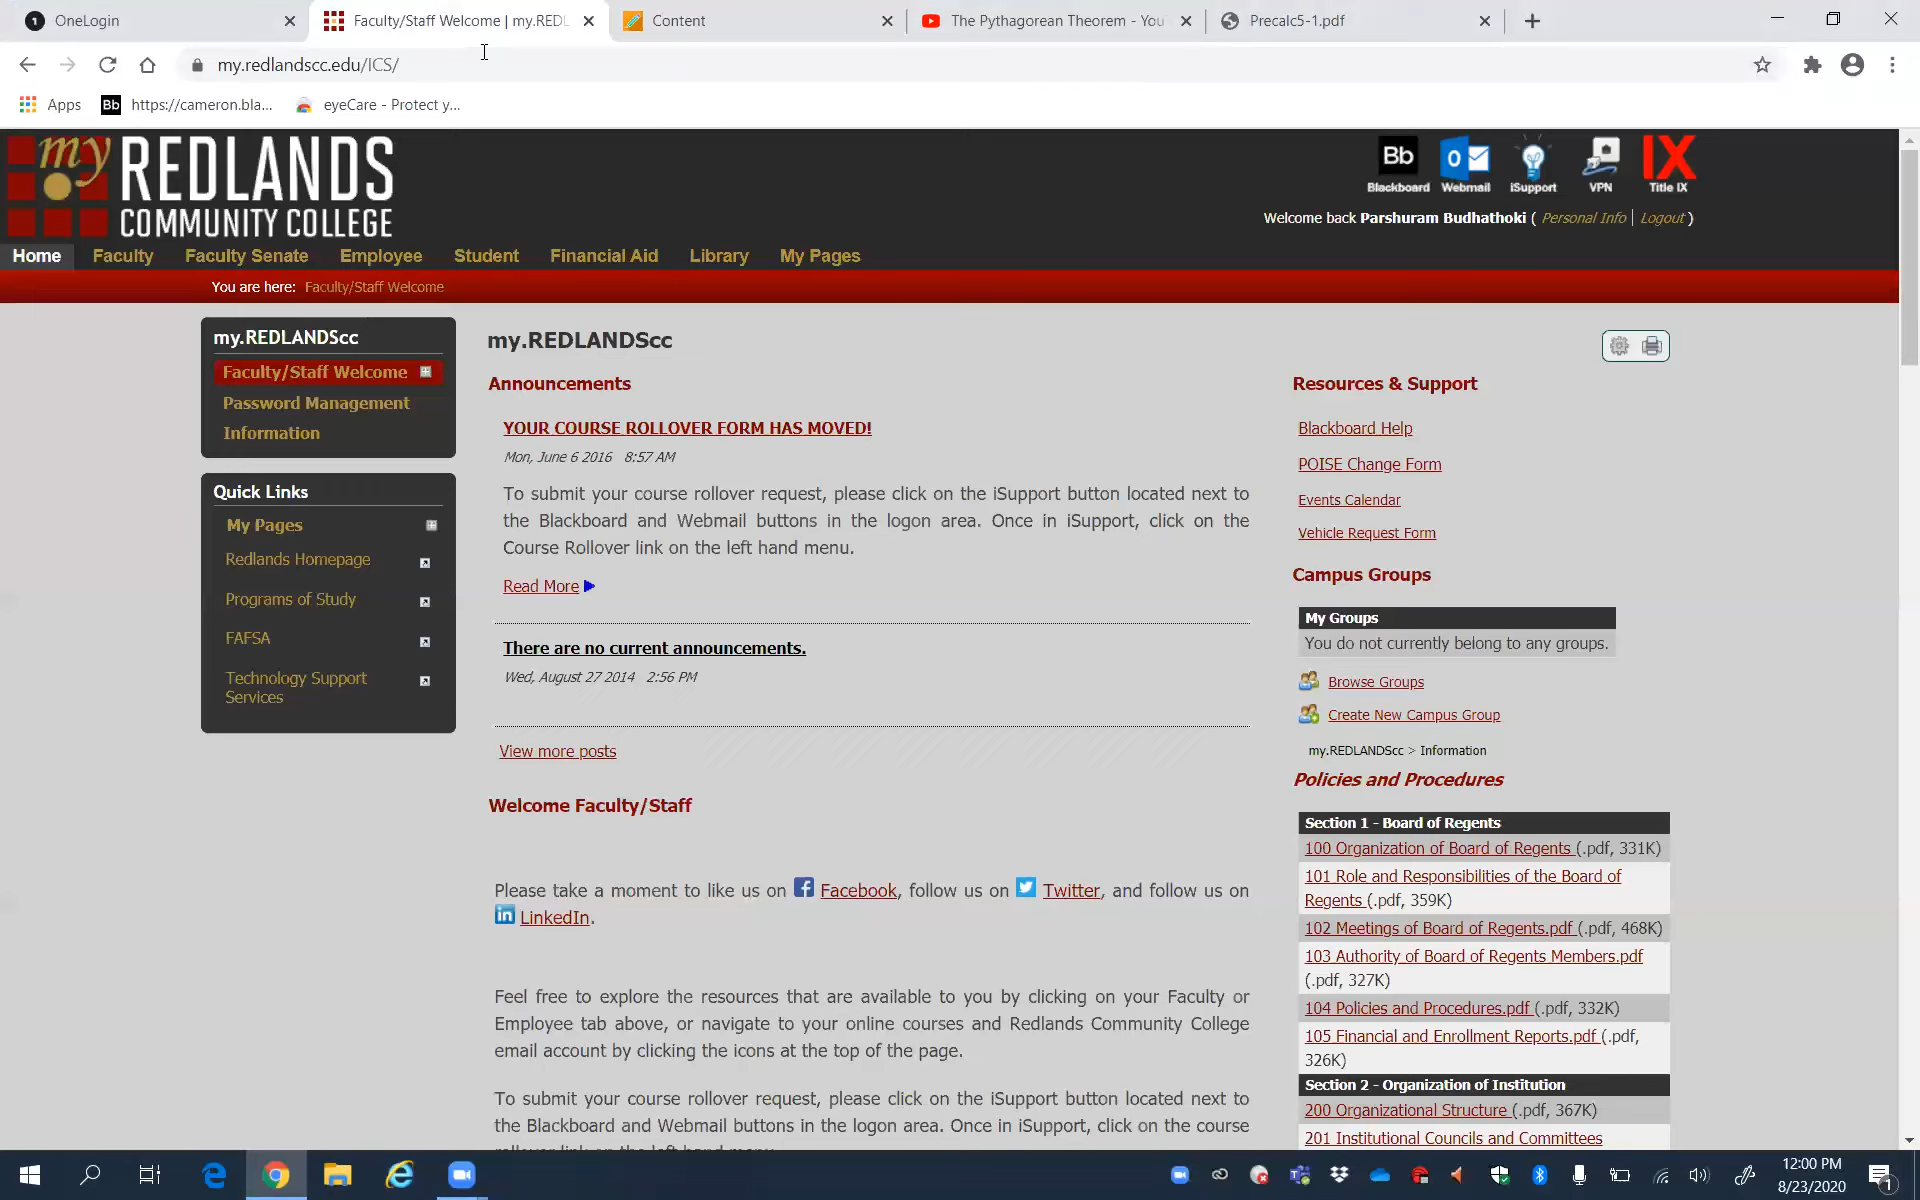 OneLogin
Faculty/Staff Welcome | my.REDL
Content
The Pythagorean Theorem - You
Precalc5-1.pdf
my.redlandscc.edu/ICS/
Apps
Bb https://cameron.bla...
eyeCare - Protect y...
my REDLANDS
COMMUNITY COLLEGE
Bb
Blackboard
Webmail
iSupport
VPN
IX
Title IX
Welcome back Parshuram Budhathoki ( Personal Info | Logout )
Home
Faculty
Faculty Senate
Employee
Student
Financial Aid
Library
My Pages
You are here: Faculty/Staff Welcome
my.REDLANDScc
Faculty/Staff Welcome
Password Management
Information
Quick Links
My Pages
Redlands Homepage
Programs of Study
FAFSA
Technology Support
Services
my.REDLANDScc
Announcements
YOUR COURSE ROLLOVER FORM HAS MOVED!
Mon, June 6 2016 8:57 AM
To submit your course rollover request, please click on the iSupport button located next to
the Blackboard and Webmail buttons in the logon area. Once in iSupport, click on the
Course Rollover link on the left hand menu.
Read More
There are no current announcements.
Wed, August 27 2014 2:56 PM
View more posts
Welcome Faculty/Staff
Please take a moment to like us on Facebook, follow us on Twitter, and follow us on
LinkedIn.
Feel free to explore the resources that are available to you by clicking on your Faculty or
Employee tab above, or navigate to your online courses and Redlands Community College
email account by clicking the icons at the top of the page.
To submit your course rollover request, please click on the iSupport button located next to
the Blackboard and Webmail buttons in the logon area. Once in iSupport, click on the course
rollover link on the left hand menu.
Resources & Support
Blackboard Help
POISE Change Form
Events Calendar
Vehicle Request Form
Campus Groups
My Groups
You do not currently belong to any groups.
Browse Groups
Create New Campus Group
my.REDLANDScc > Information
Policies and Procedures
Section 1 - Board of Regents
100 Organization of Board of Regents (.pdf, 331K)
101 Role and Responsibilities of the Board of
Regents (.pdf, 359K)
102 Meetings of Board of Regents.pdf (.pdf, 468K)
103 Authority of Board of Regents Members.pdf
(.pdf, 327K)
104 Policies and Procedures.pdf (.pdf, 332K)
105 Financial and Enrollment Reports.pdf (.pdf,
326K)
Section 2 - Organization of Institution
200 Organizational Structure (.pdf, 367K)
201 Institutional Councils and Committees
12:00 PM
8/23/2020